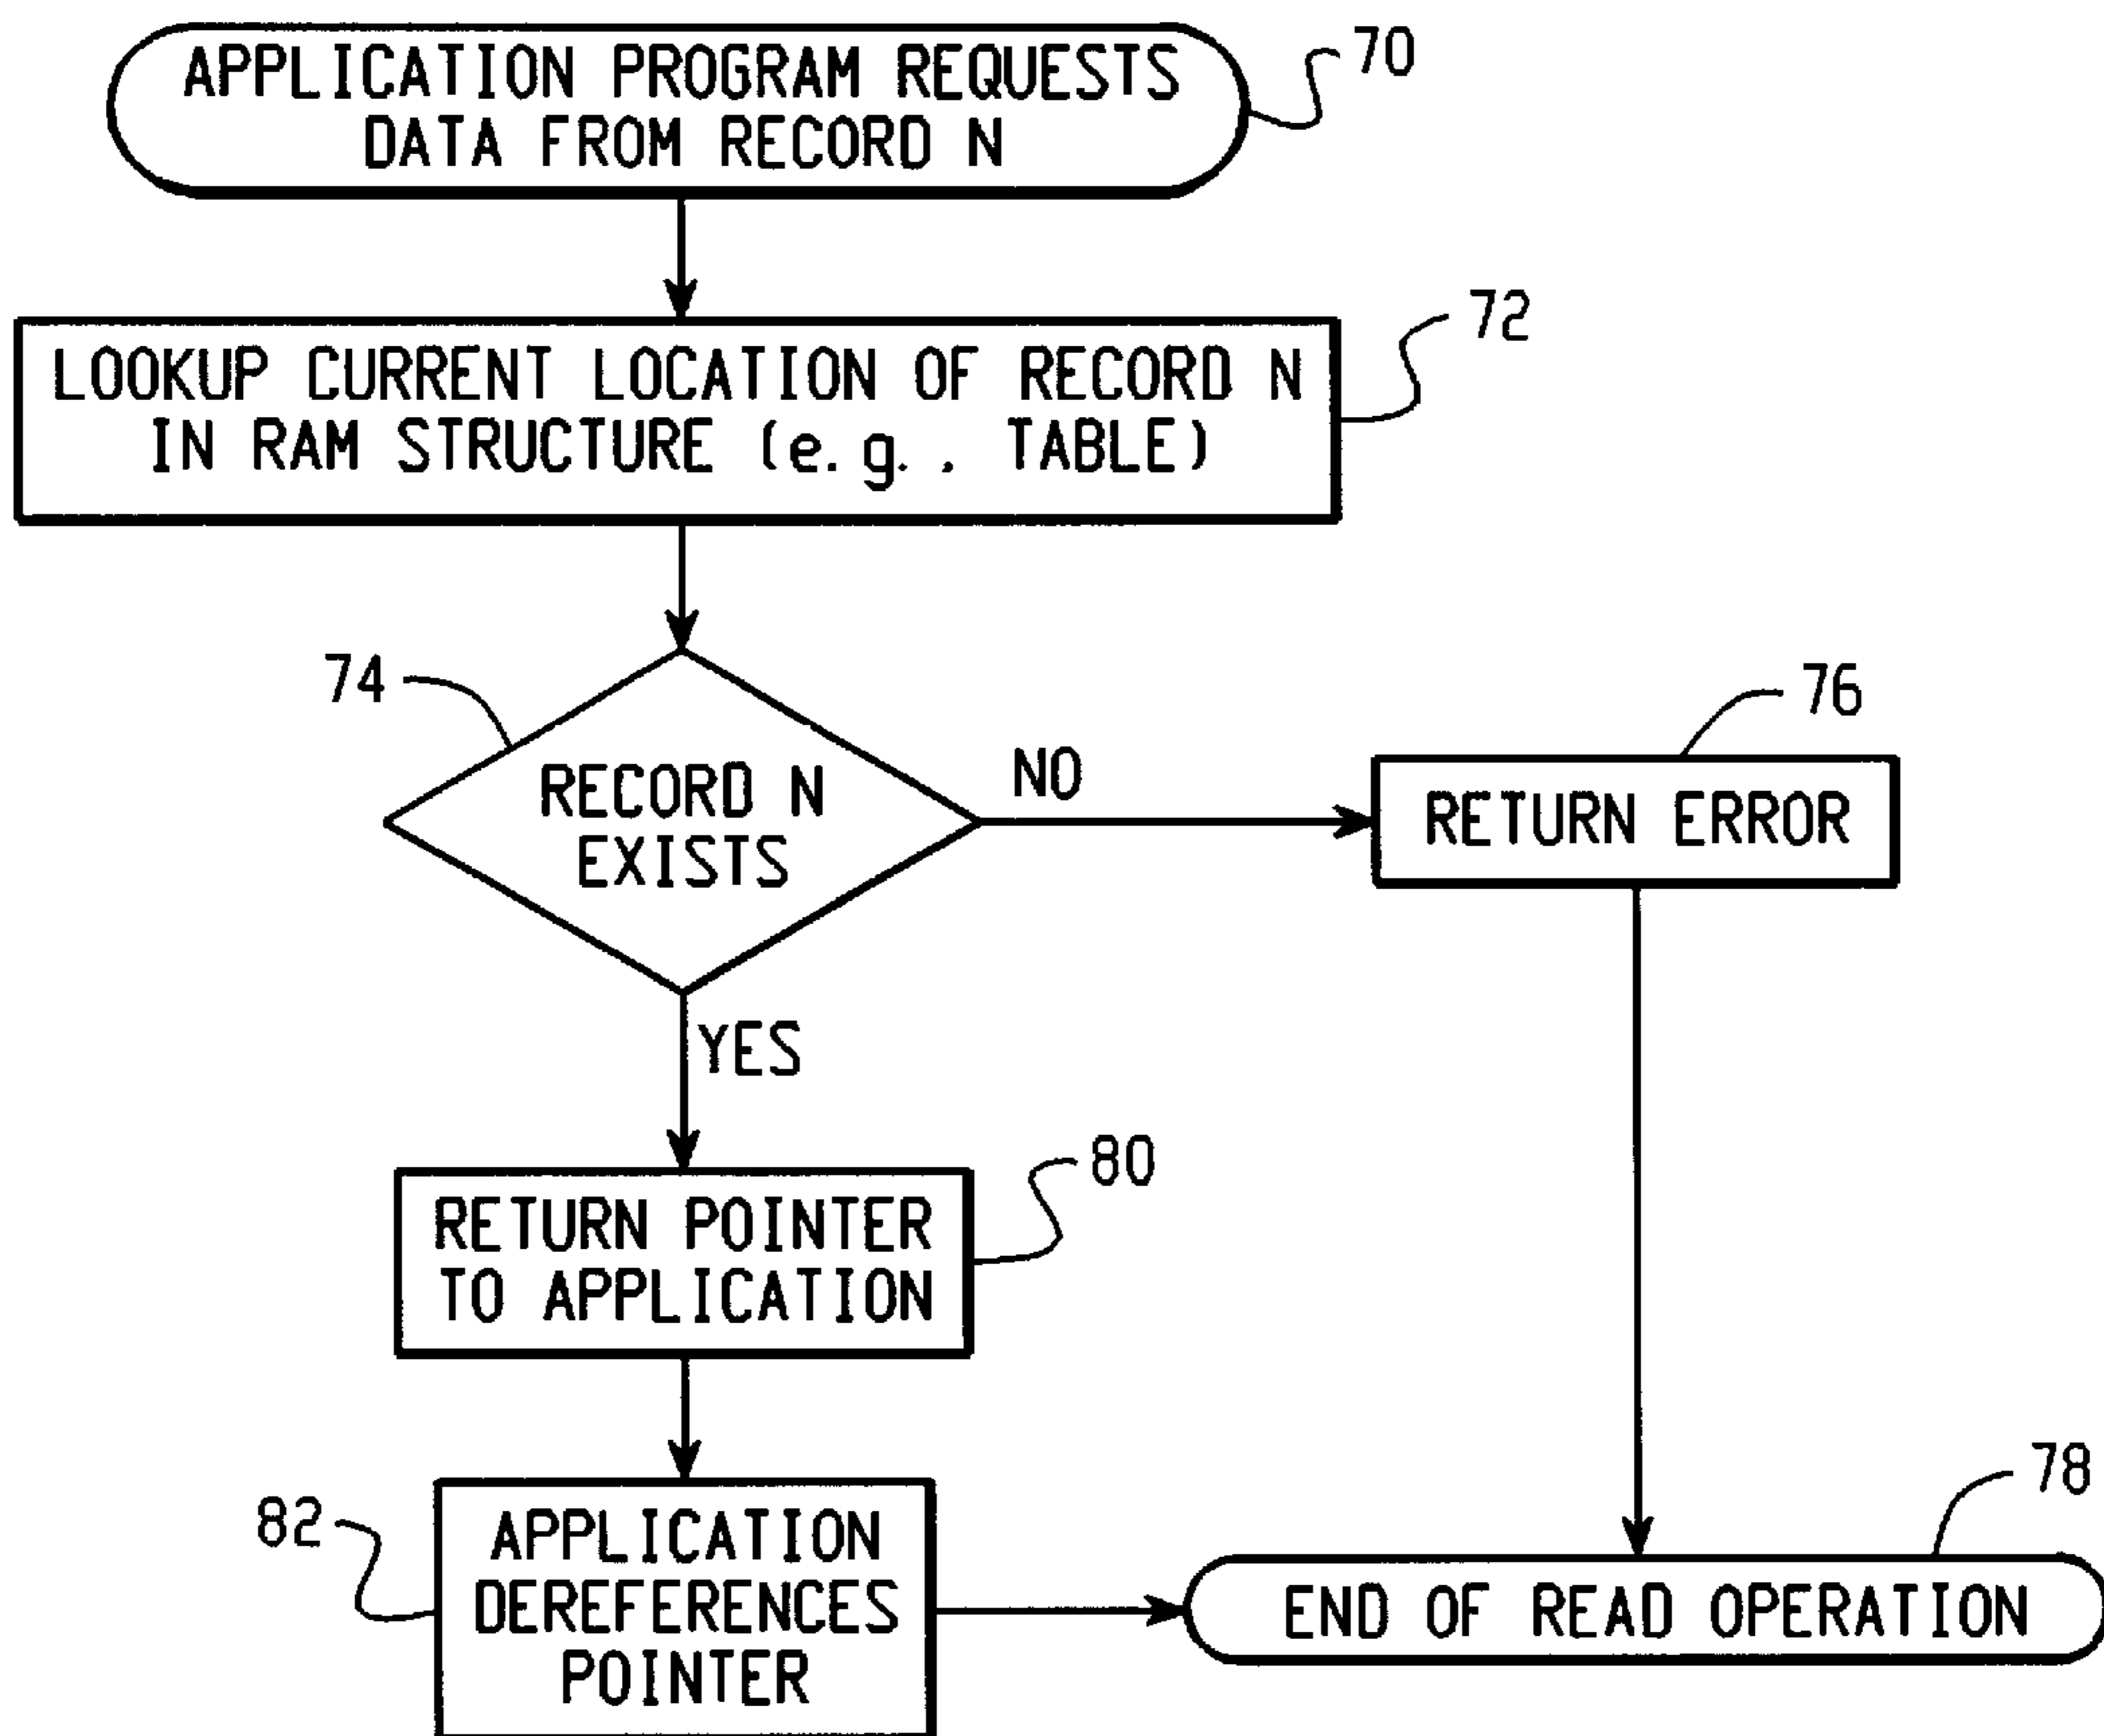 APPLICATION PROGRAM REQUESTS
DATA FROM RECORD N
70
LOOKUP CURRENT LOCATION OF RECORD N
IN RAM STRUCTURE (e.g., TABLE)
72
74
RECORD N
EXISTS
NO
76
RETURN ERROR
YES
80
RETURN POINTER
TO APPLICATION
82
APPLICATION
DEREFERENCES
POINTER
78
END OF READ OPERATION